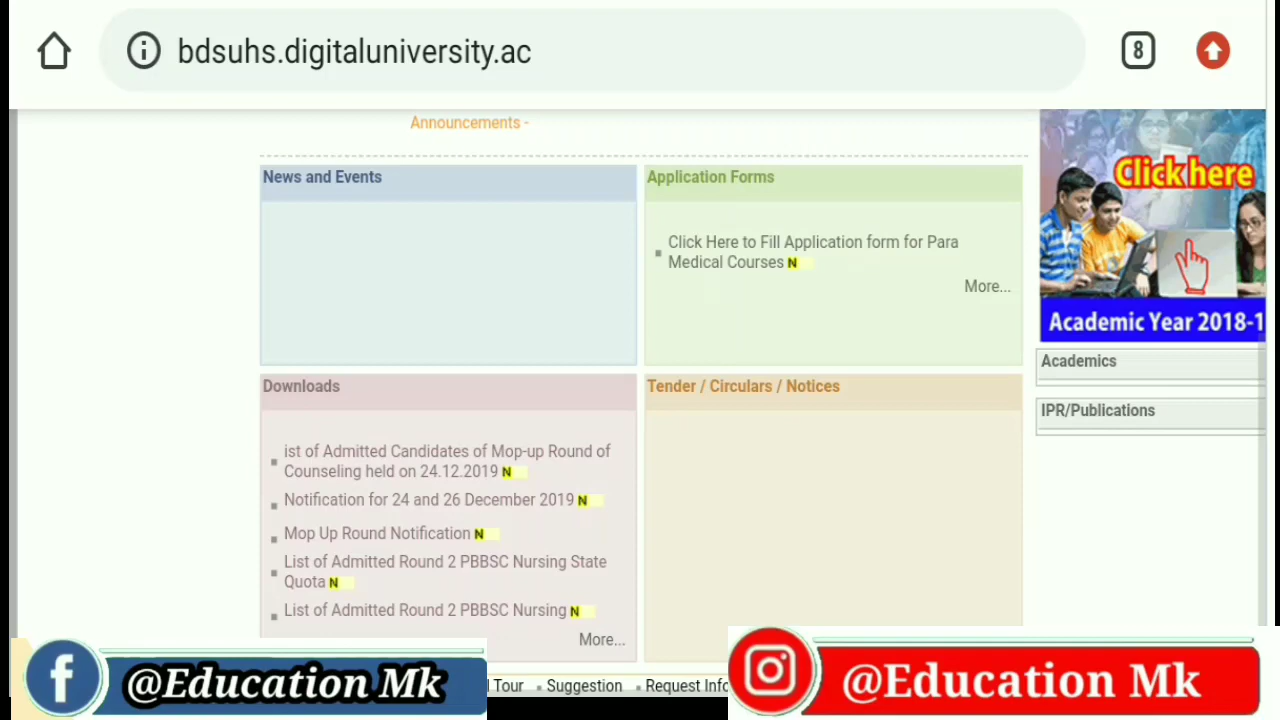 bdsuhs.digitaluniversity.ac
8
Announcements -
News and Events
Application Forms
Click Here to Fill Application form for Para
Medical Courses N
More...
Click here
Academic Year 2018-1
Academics
IPR/Publications
Downloads
ist of Admitted Candidates of Mop-up Round of
Counseling held on 24.12.2019 N
Notification for 24 and 26 December 2019 N
Mop Up Round Notification N
List of Admitted Round 2 PBBSC Nursing State
Quota N
List of Admitted Round 2 PBBSC Nursing N
More...
Tender / Circulars / Notices
Tour
Suggestion
Request Info
@Education Mk
@Education Mk